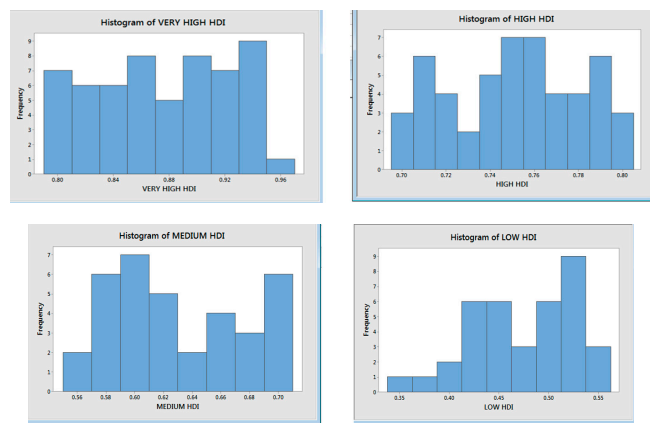 Histogram of VERY HIGH HDI
Frequency
9
8
7
6
5
4
3
2
1
0
0.80 0.84 0.88 0.92 0.96
VERY HIGH HDI
Histogram of HIGH HDI
Frequency
7
6
5
4
3
2
1
0
0.70 0.72 0.74 0.76 0.78 0.80
HIGH HDI
Histogram of MEDIUM HDI
Frequency
7
6
5
4
3
2
1
0
0.56 0.58 0.60 0.62 0.64 0.66 0.68 0.70
MEDIUM HDI
Histogram of LOW HDI
Frequency
9
8
7
6
5
4
3
2
1
0
0.35 0.40 0.45 0.50 0.55
LOW HDI